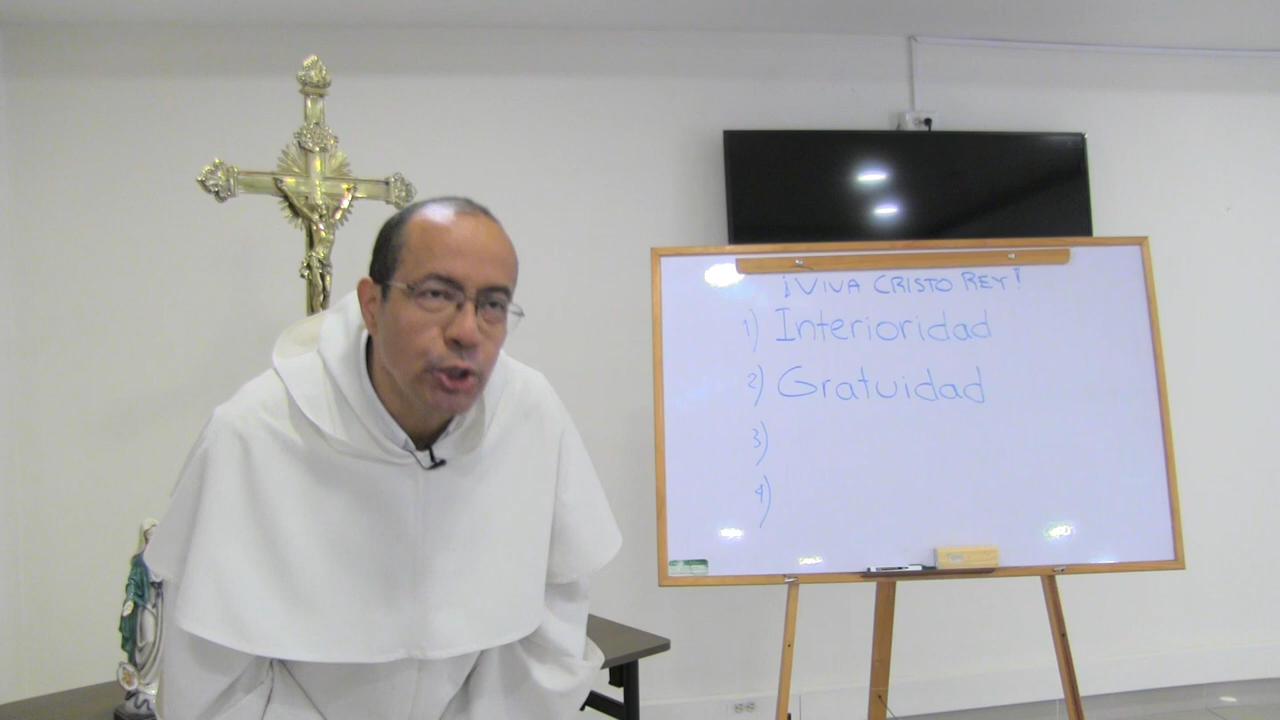 ¡VIVA CRISTO REY!
1) Interioridad
2) Gratuidad
3)
4)